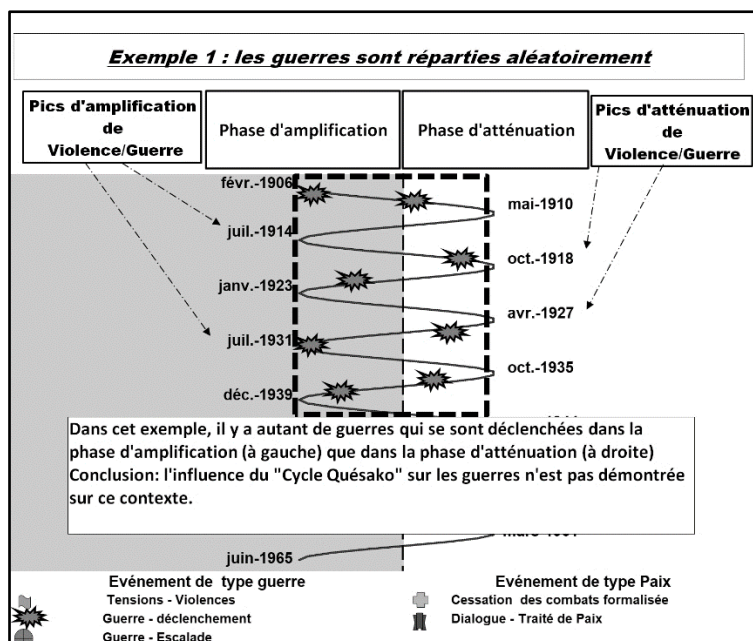 Exemple 1 : les guerres sont réparties aléatoirement
Pics d'amplification
de
Violence/Guerre
Phase d'amplification
Phase d'atténuation
Pics d'atténuation
de
Violence/Guerre
févr.-1906
mai-1910
juil.-1914
oct.-1918
janv.-1923
avr.-1927
juil.-1931
oct.-1935
déc.-1939
Dans cet exemple, il y a autant de guerres qui se sont déclenchées dans la
phase d'amplification (à gauche) que dans la phase d'atténuation (à droite)
Conclusion: l'influence du "Cycle Quésako" sur les guerres n'est pas démontrée
sur ce contexte.
juin-1965
Evénement de type guerre
Tensions - Violences
Guerre - déclenchement
Guerre - Escalade
Evénement de type Paix
Cessation des combats formalisée
Dialogue - Traité de Paix